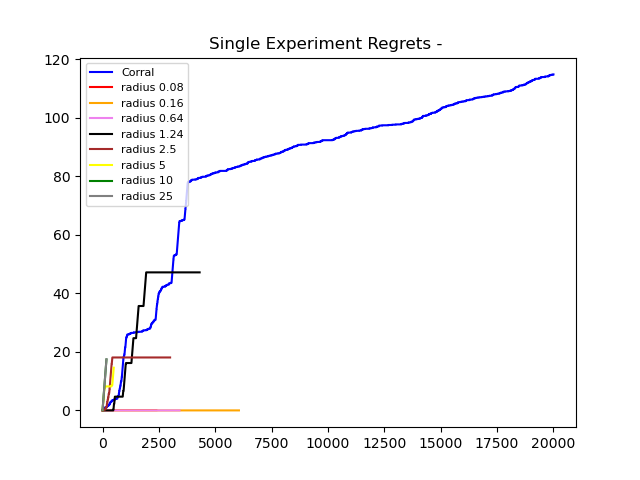 Single Experiment Regrets -
120
100
80
60
40
20
0
Corral
radius 0.08
radius 0.16
radius 0.64
radius 1.24
radius 2.5
radius 5
radius 10
radius 25
0 2500 5000 7500 10000 12500 15000 17500 20000